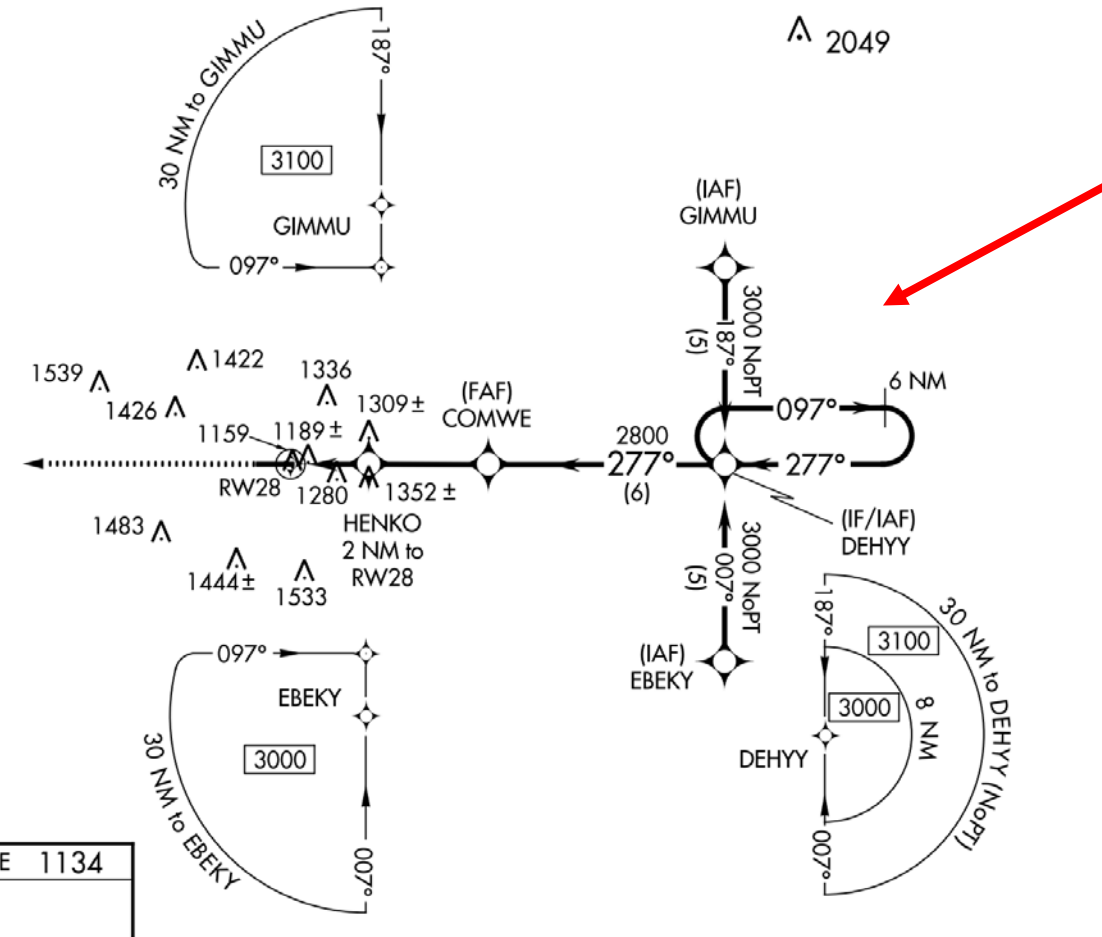 2049
30 NM to GIMMU
187°
3100
GIMMU
097°
(IAF)
GIMMU
3000 NoPT
187°
(5)
6 NM
097°
277°
1539
1422
1426
1336
1309±
1159
1189±
(FAF)
COMWE
2800
277°
(6)
RW28
1280
1352±
HENKO
2 NM to
RW28
(IF/IAF)
DEHYY
1483
1444±
1533
3000 NoPT
007°
(5)
(IAF)
EBEKY
097°
EBEKY
3000
30 NM to EBEKY
007°
187°
3100
30 NM to DEHYY (NoPT)
3000
8 NM
DEHYY
007°
E 1134